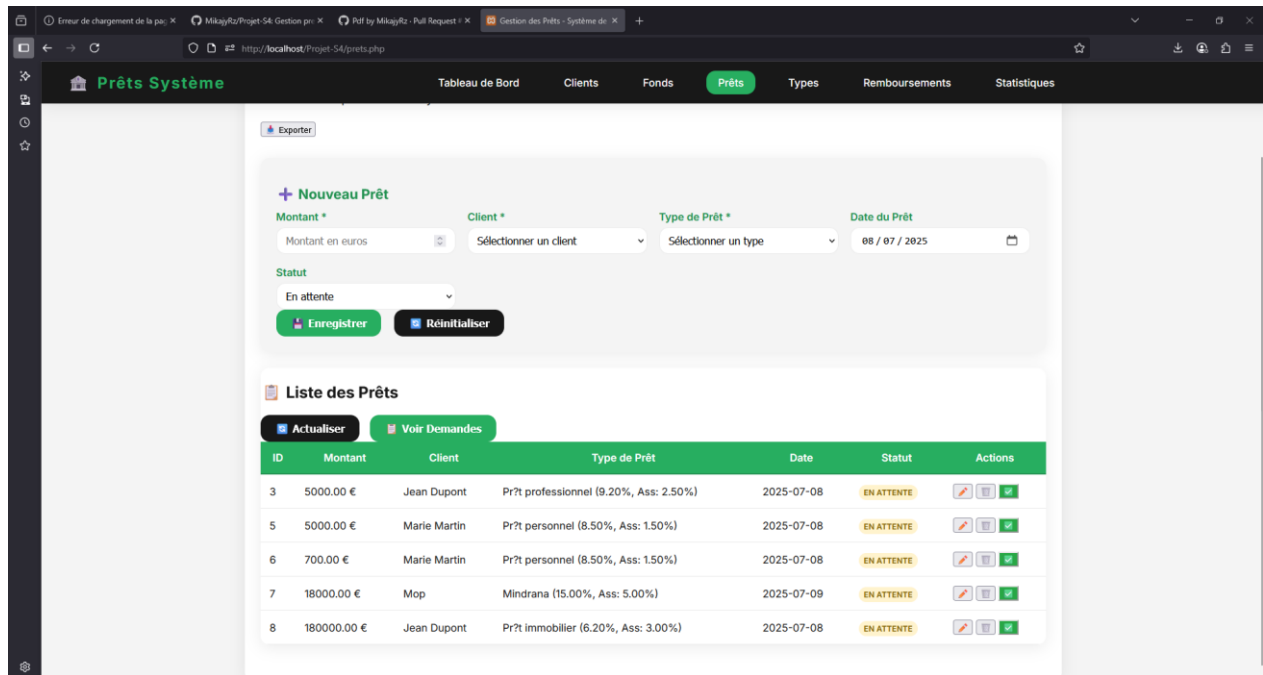 Erreur de chargement de la pag
MikajyRz/Projet-S4: Gestion pr
Pdf by MikajyRz · Pull Request #
Gestion des Prêts - Système de
http://localhost/Projet-S4/prets.php
Prêts Système
Tableau de Bord
Clients
Fonds
Prêts
Types
Remboursements
Statistiques
Exporter
Nouveau Prêt
Montant *
Client *
Type de Prêt *
Date du Prêt
Montant en euros
Sélectionner un client
Sélectionner un type
08 / 07 / 2025
Statut
En attente
Enregistrer
Réinitialiser
Liste des Prêts
Actualiser
Voir Demandes
ID Montant Client Type de Prêt Date Statut Actions
3 5000.00 € Jean Dupont Pr?t professionnel (9.20%, Ass: 2.50%) 2025-07-08 EN ATTENTE
5 5000.00 € Marie Martin Pr?t personnel (8.50%, Ass: 1.50%) 2025-07-08 EN ATTENTE
6 700.00 € Marie Martin Pr?t personnel (8.50%, Ass: 1.50%) 2025-07-08 EN ATTENTE
7 18000.00 € Mop Mindrana (15.00%, Ass: 5.00%) 2025-07-09 EN ATTENTE
8 180000.00 € Jean Dupont Pr?t immobilier (6.20%, Ass: 3.00%) 2025-07-08 EN ATTENTE